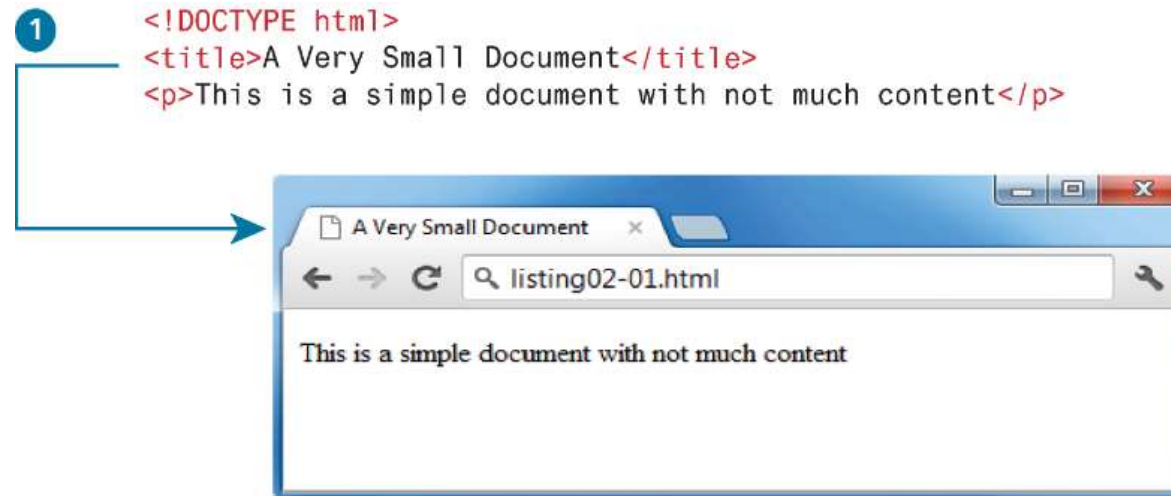 1
<!DOCTYPE html>
<title>A Very Small Document</title>
<p>This is a simple document with not much content</p>
A Very Small Document
listing02-01.html
This is a simple document with not much content